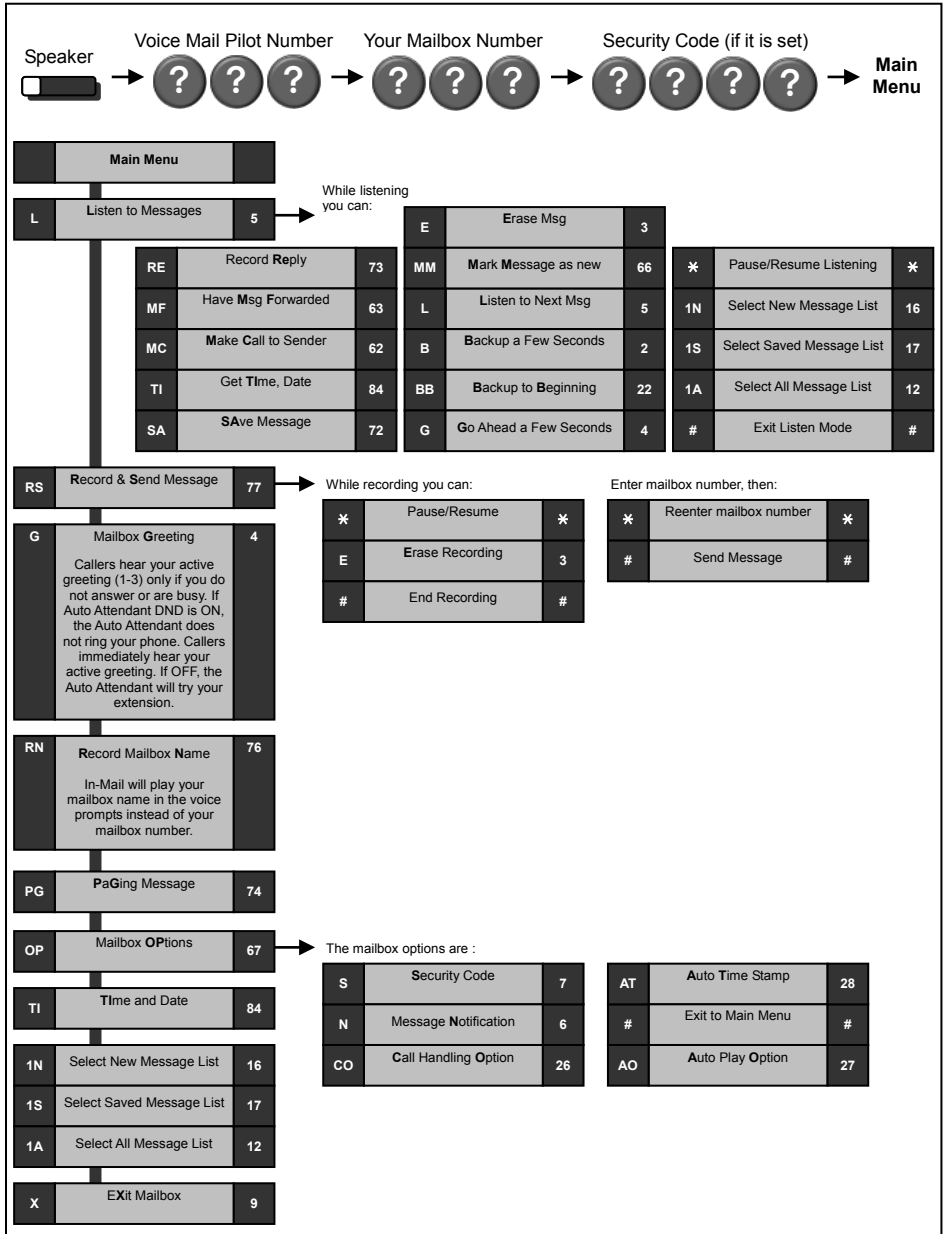 Speaker
Voice Mail Pilot Number
Your Mailbox Number
Security Code (if it is set)
? ? ?
? ? ?
? ? ? ?
Main
Menu
Main Menu
L Listen to Messages 5
While listening
you can:
RE Record Reply 73
MF Have Msg Forwarded 63
MC Make Call to Sender 62
TI Get TIme, Date 84
SA SAve Message 72
E Erase Msg 3
MM Mark Message as new 66
L Listen to Next Msg 5
B Backup a Few Seconds 2
BB Backup to Beginning 22
G Go Ahead a Few Seconds 4
* Pause/Resume Listening *
1N Select New Message List 16
1S Select Saved Message List 17
1A Select All Message List 12
# Exit Listen Mode #
RS Record & Send Message 77
While recording you can:
* Pause/Resume *
E Erase Recording 3
# End Recording #
Enter mailbox number, then:
* Reenter mailbox number *
# Send Message #
G Mailbox Greeting 4
Callers hear your active
greeting (1-3) only if you do
not answer or are busy. If
Auto Attendant DND is ON,
the Auto Attendant does
not ring your phone. Callers
immediately hear your
active greeting. If OFF, the
Auto Attendant will try your
extension.
RN Record Mailbox Name 76
In-Mail will play your
mailbox name in the voice
prompts instead of your
mailbox number.
PG PaGing Message 74
OP Mailbox OPtions 67
The mailbox options are :
S Security Code 7
N Message Notification 6
CO Call Handling Option 26
AT Auto Time Stamp 28
# Exit to Main Menu #
AO Auto Play Option 27
TI TIme and Date 84
1N Select New Message List 16
1S Select Saved Message List 17
1A Select All Message List 12
X EXit Mailbox 9